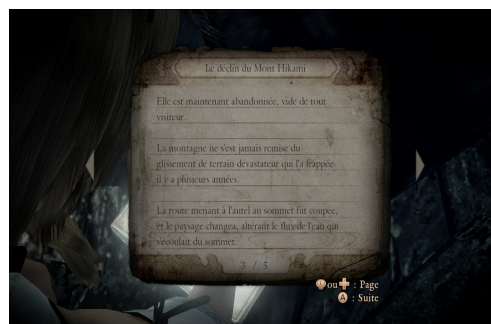 Le déclin du Mont Hikami
Elle est maintenant abandonnée, vide de tout
visiteur.
La montagne ne s'est jamais remise du
glissement de terrain dévastateur qui l'a frappée
il y a plusieurs années.
La route menant à l'autel au sommet fut coupée,
et le paysage changea, altérant le flux de l'eau qui
s'écoulait du sommet.
3 / 5
L ou : Page
A : Suite